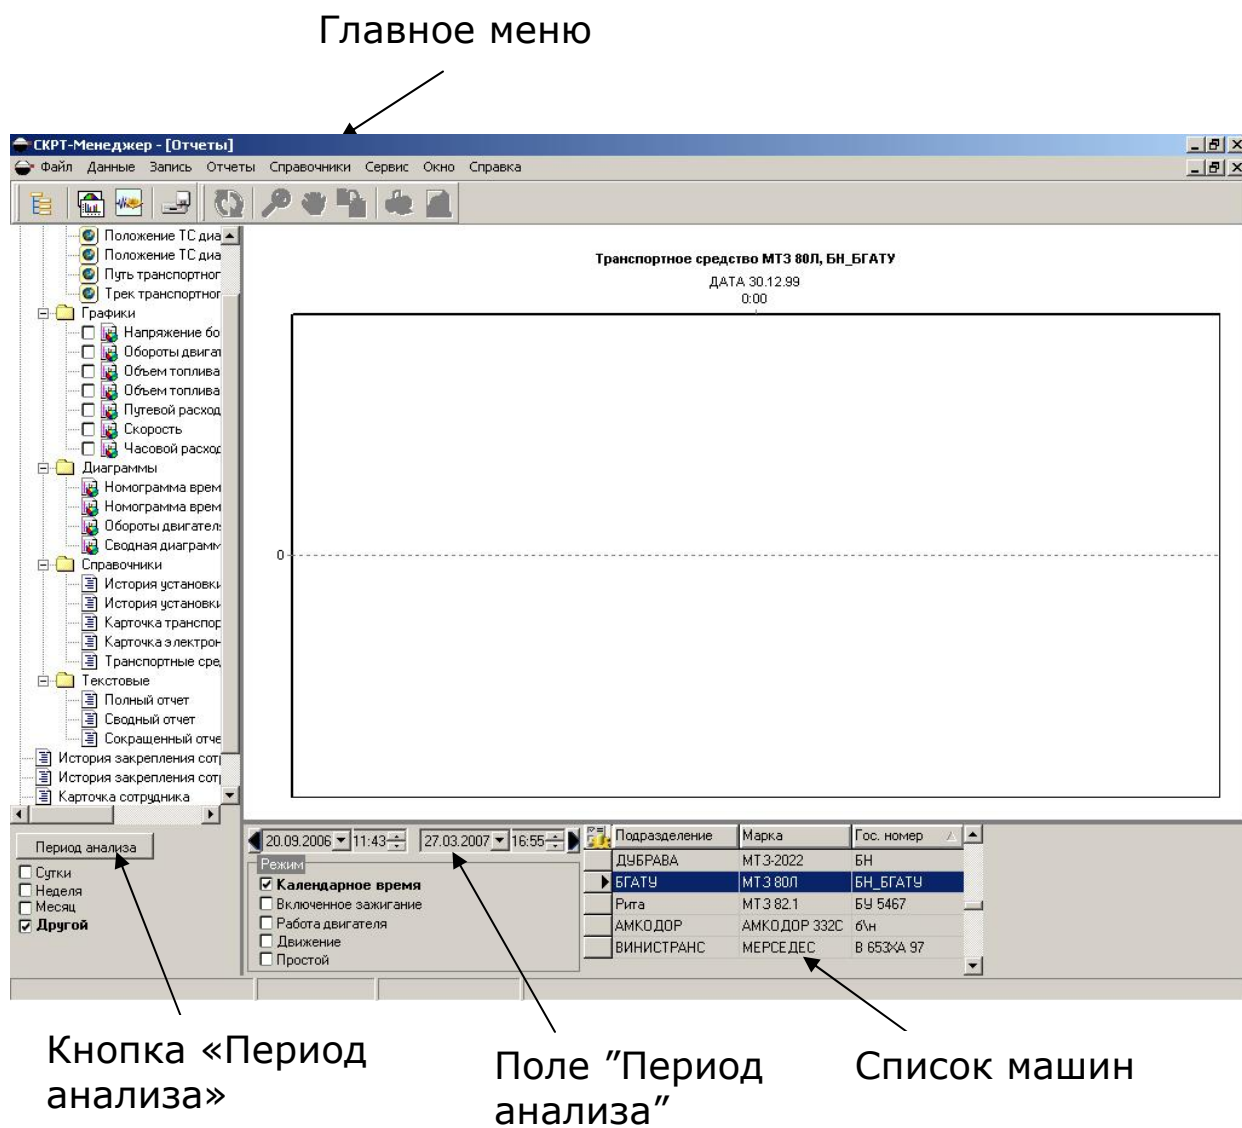 Главное меню
СКРТ-Менеджер - [Отчеты]
Файл Данные Запись Отчеты Справочники Сервис Окно Справка
Положение ТС диа
Положение ТС диа
Путь транспортног
Трек транспортног
Графики
Напряжение бо
Обороты двигат
Объем топлива
Объем топлива
Путевой расход
Скорость
Часовой расход
Диаграммы
Номограмма врем
Номограмма врем
Обороты двигател
Сводная диаграмм
Справочники
История установки
История установки
Карточка транспор
Карточка электрон
Транспортные сре
Текстовые
Полный отчет
Сводный отчет
Сокращенный отче
История закрепления сот
История закрепления сот
Карточка сотрудника
Транспортное средство МТЗ 80Л, БН_БГАТУ
ДАТА 30.12.99
0:00
0
Период анализа
Сутки
Неделя
Месяц
Другой
20.09.2006 11:43 27.03.2007 16:55
Режим
Календарное время
Включенное зажигание
Работа двигателя
Движение
Простой
Подразделение Марка Гос. номер
ДУБРАВА МТЗ-2022 БН
БГАТУ МТЗ 80Л БН_БГАТУ
Рита МТЗ 82.1 БУ 5467
АМКОДОР АМКОДОР 332С б\н
ВИНИСТРАНС МЕРСЕДЕС В 653ХА 97
Кнопка «Период
анализа»
Поле ”Период
анализа”
Список машин